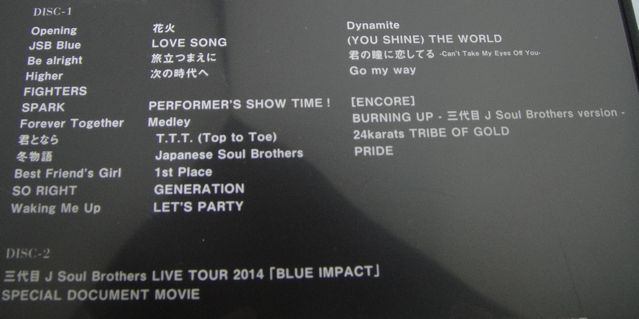 DISC-1
Opening
JSB Blue
Be alright
Higher
FIGHTERS
SPARK
Forever Together
君となら
冬物語
Best Friend's Girl
SO RIGHT
Waking Me Up
花火
LOVE SONG
旅立つまえに
次の時代へ
PERFORMER'S SHOW TIME!
Medley
T.T.T. (Top to Toe)
Japanese Soul Brothers
1st Place
GENERATION
LET'S PARTY
Dynamite
(YOU SHINE) THE WORLD
君の瞳に恋してる -Can't Take My Eyes Off You-
Go my way
[ENCORE]
BURNING UP - 三代目 J Soul Brothers version -
24karats TRIBE OF GOLD
PRIDE
DISC-2
三代目 J Soul Brothers LIVE TOUR 2014「BLUE IMPACT」
SPECIAL DOCUMENT MOVIE